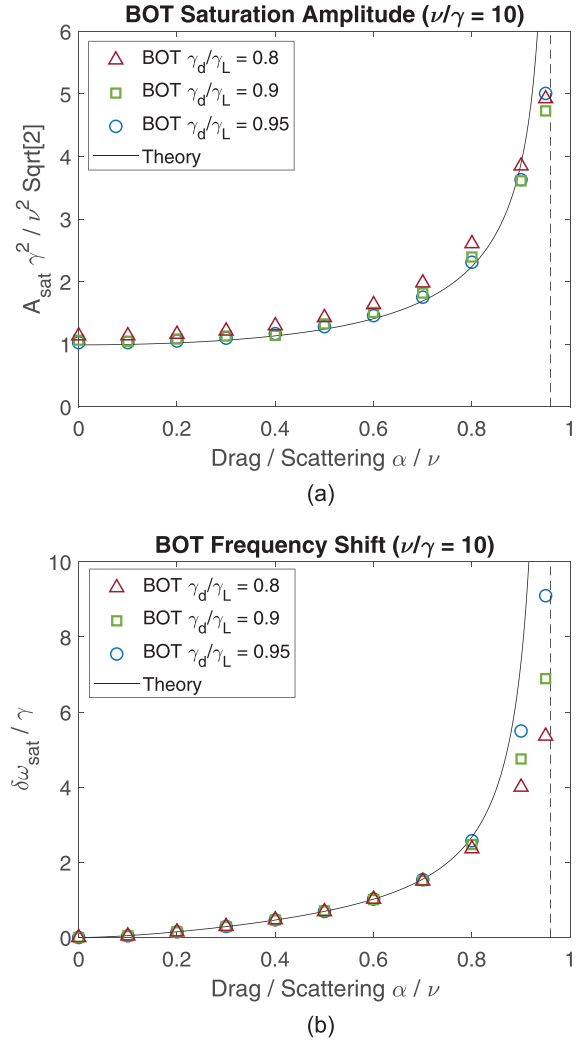 BOT Saturation Amplitude (ν/γ = 10)
6
5
4
3
2
1
0
A_sat γ² / ν² Sqrt[2]
BOT γ_d/γ_L = 0.8
BOT γ_d/γ_L = 0.9
BOT γ_d/γ_L = 0.95
Theory
0 0.2 0.4 0.6 0.8 1
Drag / Scattering α / ν
(a)
BOT Frequency Shift (ν/γ = 10)
10
8
6
4
2
0
δω_sat / γ
BOT γ_d/γ_L = 0.8
BOT γ_d/γ_L = 0.9
BOT γ_d/γ_L = 0.95
Theory
0 0.2 0.4 0.6 0.8 1
Drag / Scattering α / ν
(b)